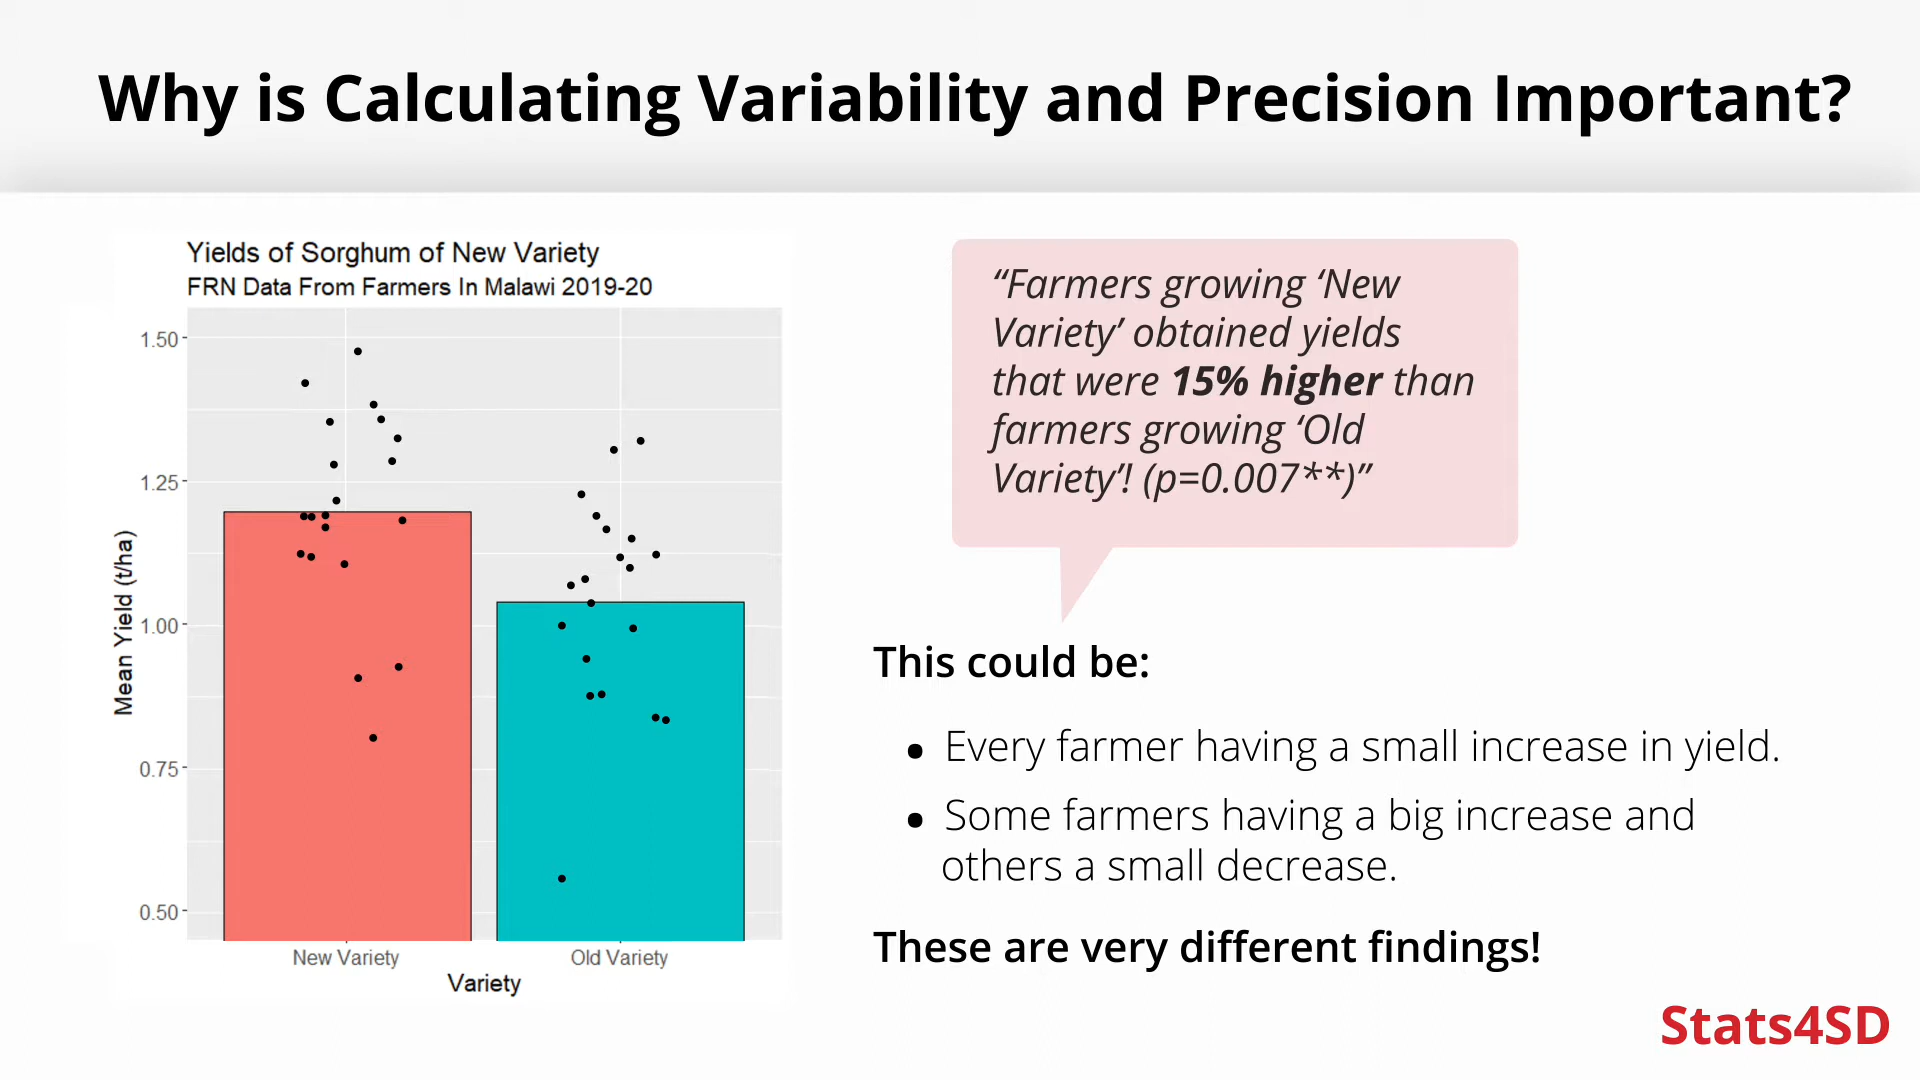 Why is Calculating Variability and Precision Important?
Yields of Sorghum of New Variety
FRN Data From Farmers In Malawi 2019-20
Mean Yield (t/ha)
1.50
1.25
1.00
0.75
0.50
New Variety
Old Variety
Variety
“Farmers growing ‘New
Variety’ obtained yields
that were 15% higher than
farmers growing ‘Old
Variety’! (p=0.007**)”
This could be:
• Every farmer having a small increase in yield.
• Some farmers having a big increase and
others a small decrease.
These are very different findings!
Stats4SD